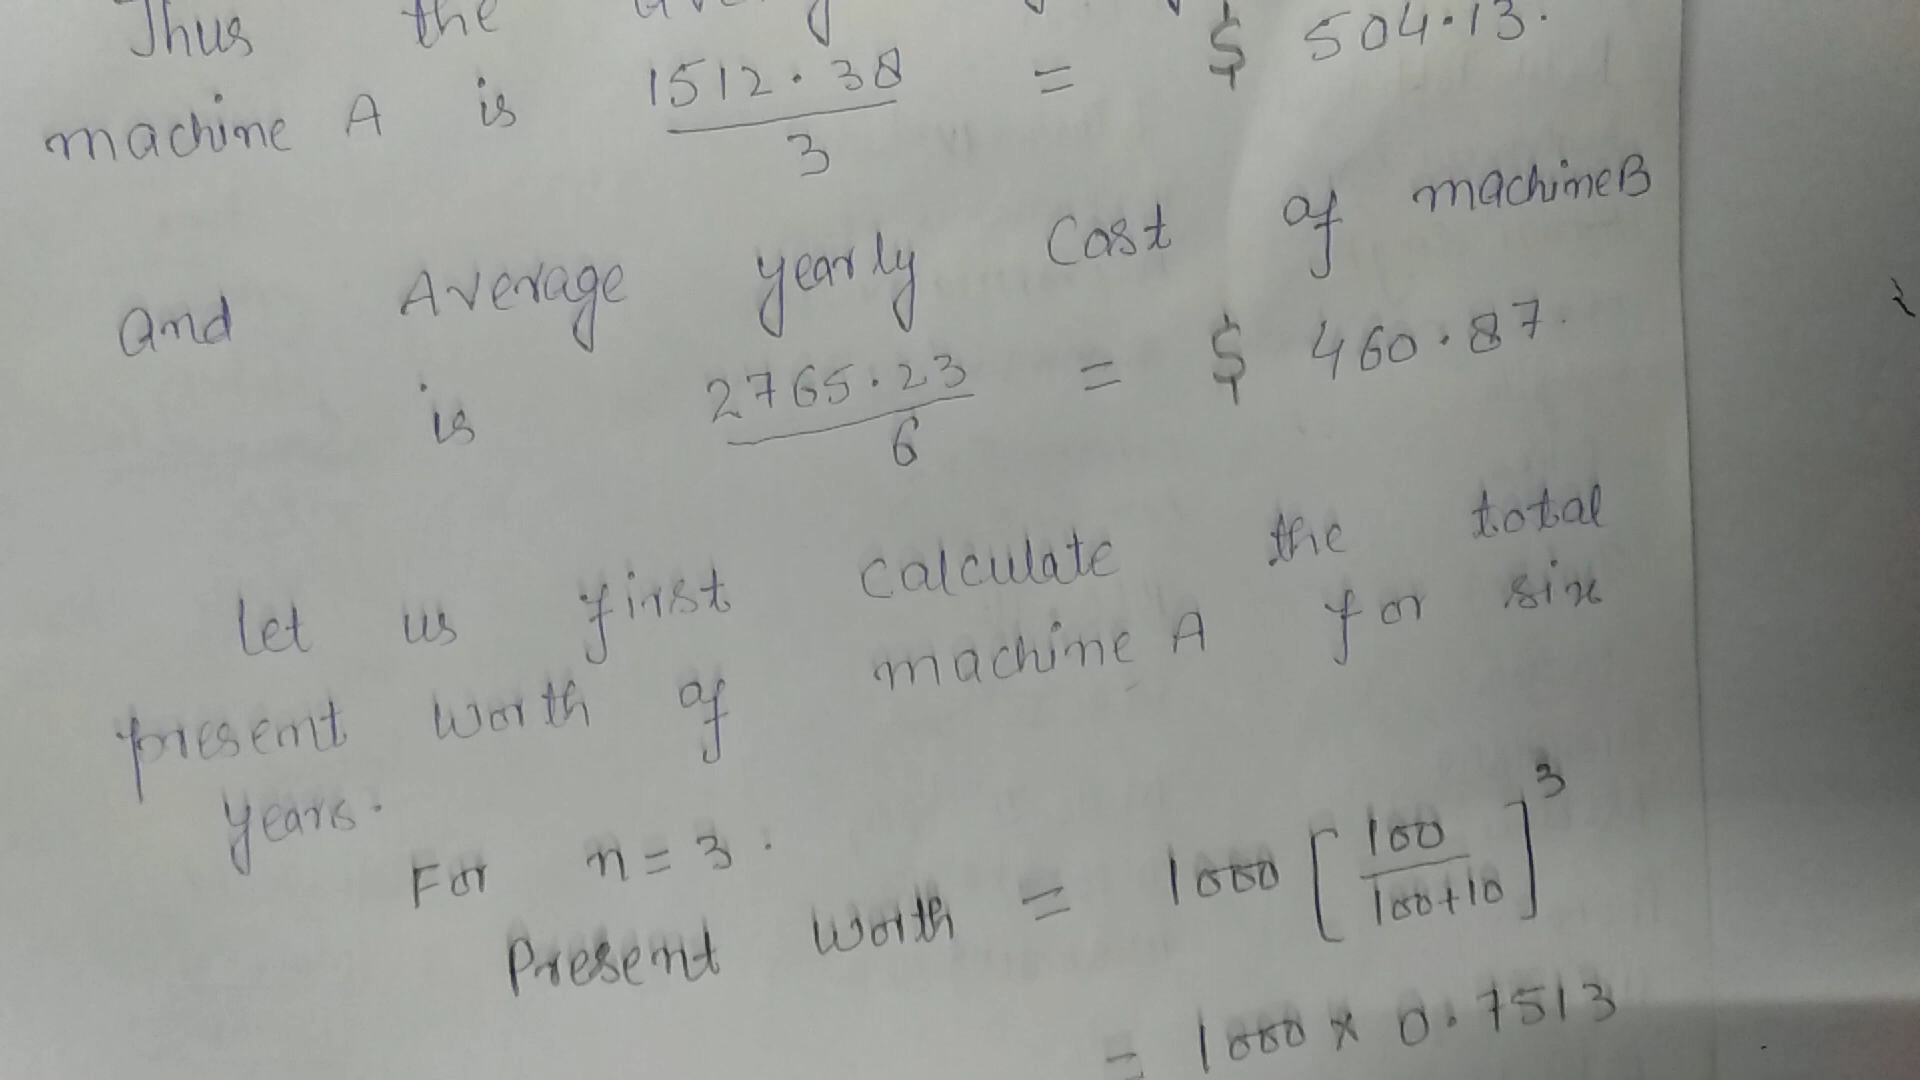 Thus the
machine A is 1512.38 / 3 = $ 504.13.
and Average yearly Cost of machine B
is 2765.23 / 6 = $ 460.87.
Let us first calculate the total
present worth of machine A for six
years.
For n = 3.
Present worth = 1000 [100 / 100+10]^3
= 1000 × 0.7513